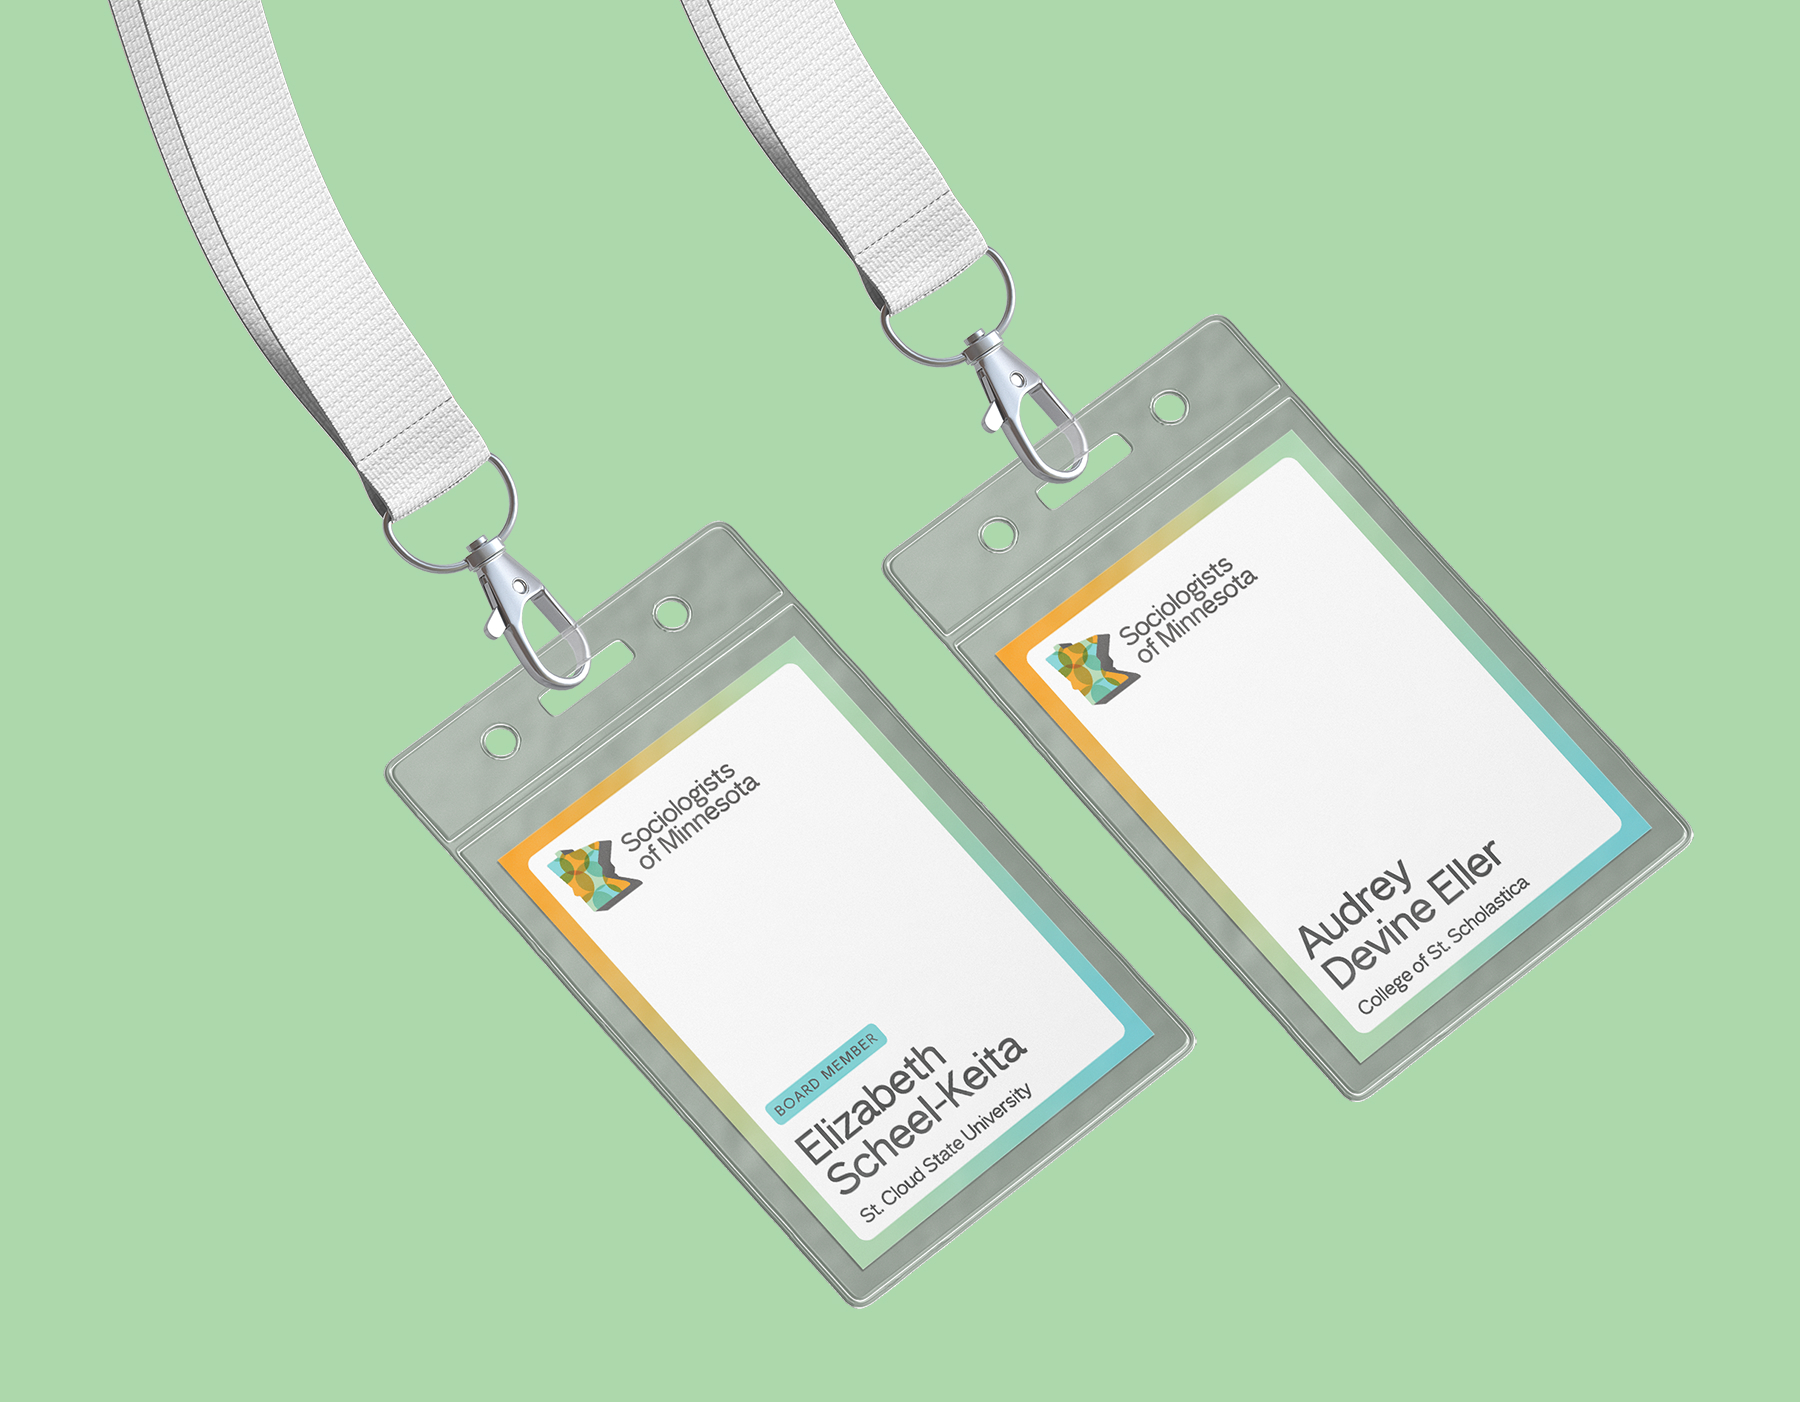 Sociologists
of Minnesota
BOARD MEMBER
Elizabeth
Scheel-Keita
St. Cloud State University
Sociologists
of Minnesota
Audrey
Devine Eller
College of St. Scholastica